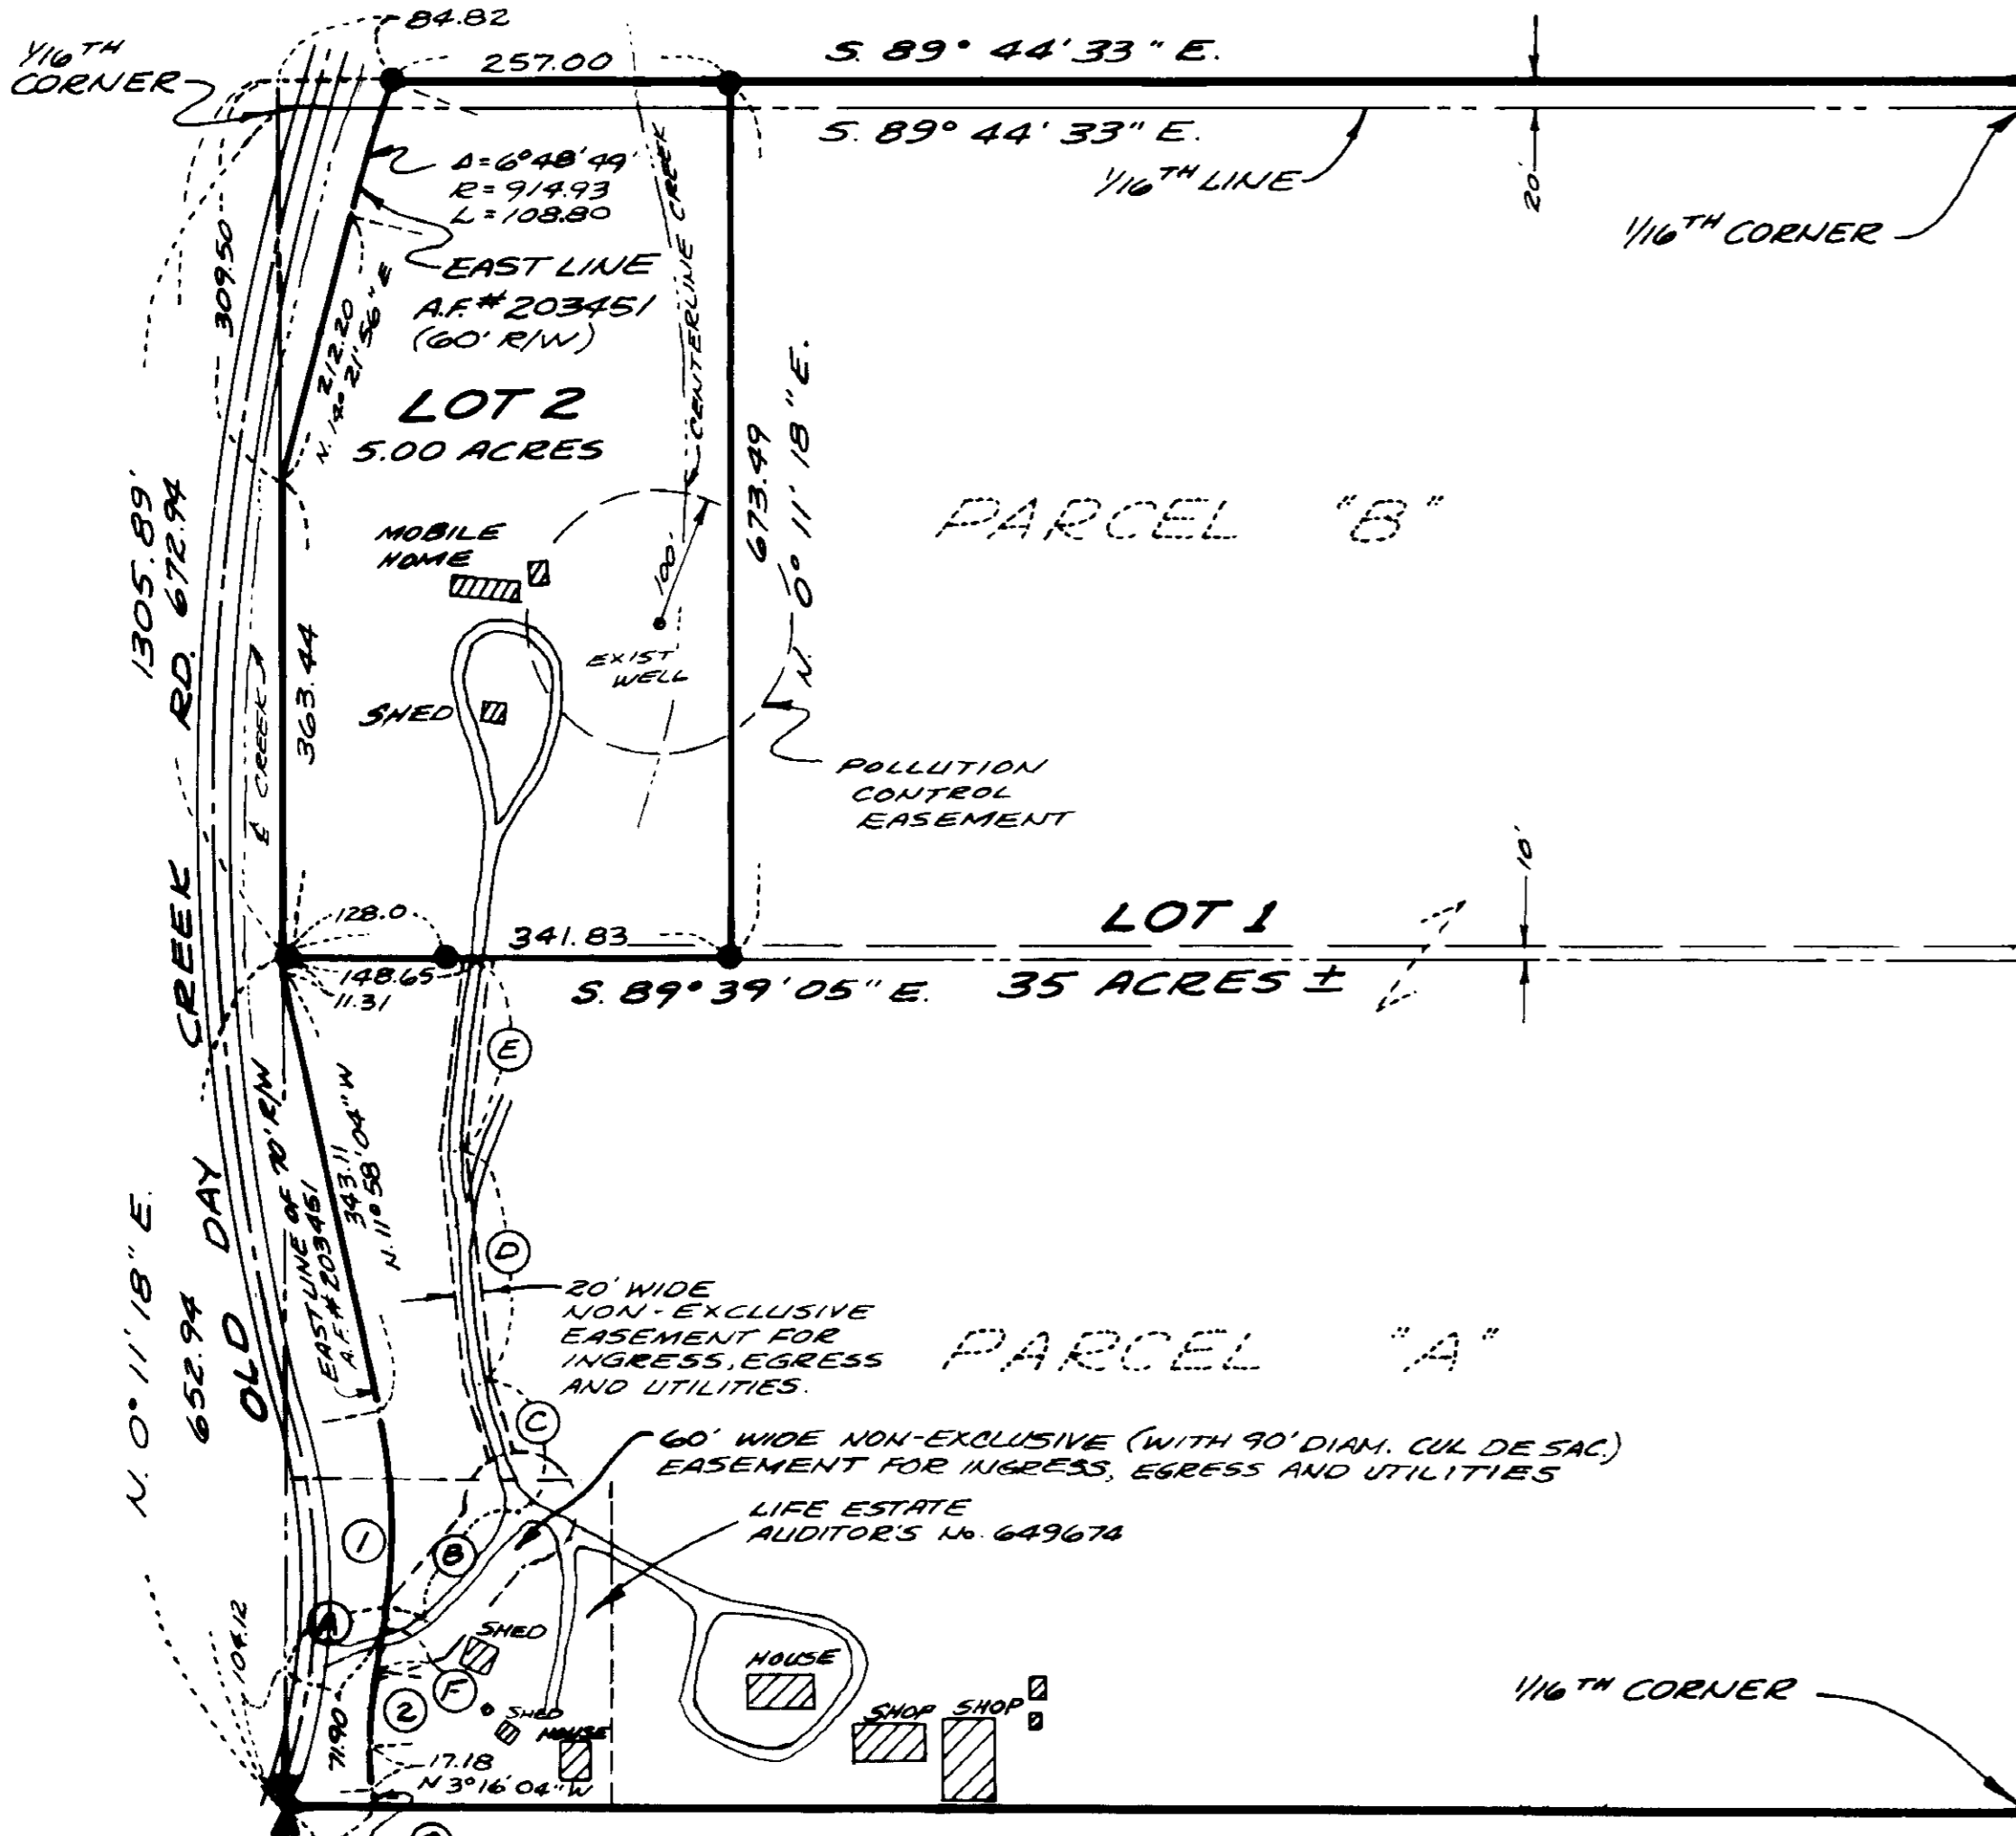 84.82
1/16TH
CORNER
257.00
S. 89° 44' 33" E.
S. 89° 44' 33" E.
1/16TH LINE
20'
1/16TH CORNER
Δ=6°48'49"
R=914.93
L=108.80
EAST LINE
A.F.#203451
(60' R/W)
309.50
212.20
N. 14° 21' 56" E
CENTERLINE CREEK
LOT 2
5.00 ACRES
1305.89'
672.94
673.49
N. 0° 11' 18" E.
PARCEL "B"
MOBILE
HOME
100'
EXIST
WELL
SHED
363.44
℄ CREEK
POLLUTION
CONTROL
EASEMENT
10'
128.0
341.83
LOT 1
148.65
11.31
S. 89° 39' 05" E.
35 ACRES ±
E
OLD DAY CREEK RD.
EAST LINE OF 70' R/W
A.F.#203451
343.11
N. 11° 58' 04" W
D
N. 0° 11' 18" E.
652.94
20' WIDE
NON-EXCLUSIVE
EASEMENT FOR
INGRESS, EGRESS
AND UTILITIES.
PARCEL "A"
C
60' WIDE NON-EXCLUSIVE (WITH 90' DIAM. CUL DE SAC.)
EASEMENT FOR INGRESS, EGRESS AND UTILITIES
LIFE ESTATE
AUDITOR'S No. 649674
1
B
A
104.12
SHED
F
2
SHED
HOUSE
HOUSE
SHOP
SHOP
1/16TH CORNER
71.90
17.18
N 3°16'04"W